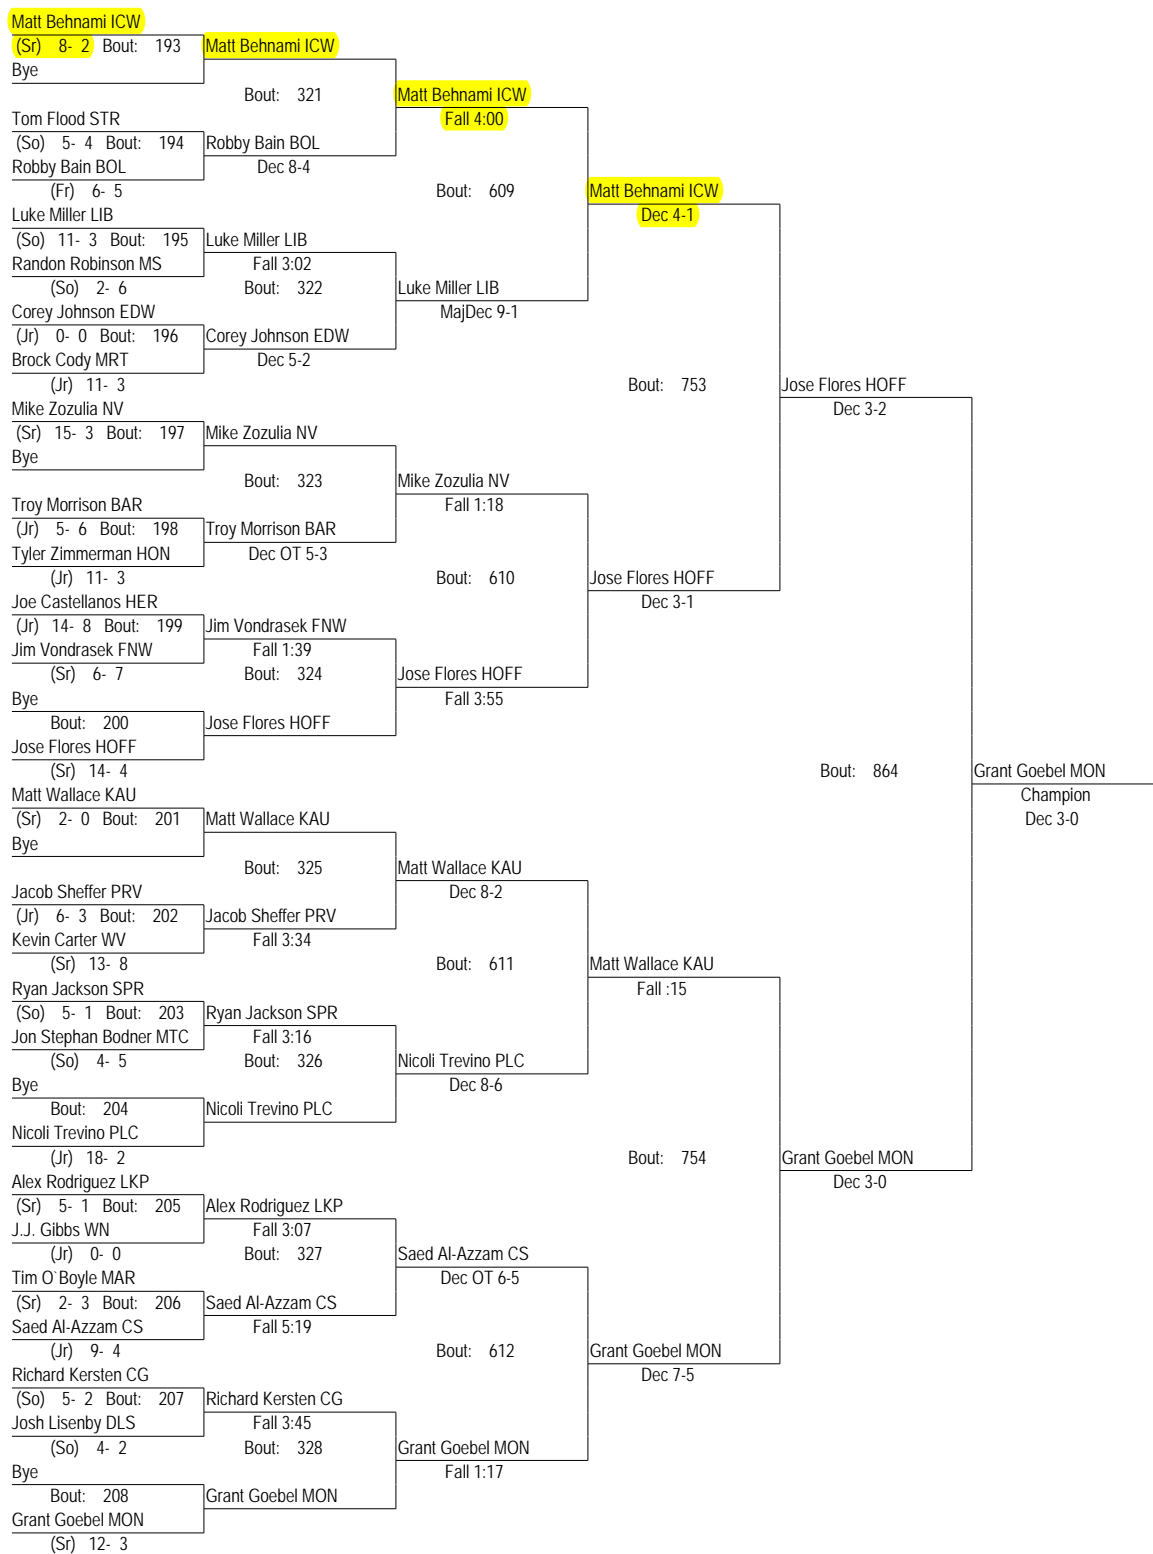 Matt Behnami ICW
(Sr) 8- 2 Bout: 193 Matt Behnami ICW
Bye
Bout: 321 Matt Behnami ICW
Tom Flood STR Fall 4:00
(So) 5- 4 Bout: 194 Robby Bain BOL
Robby Bain BOL Dec 8-4
(Fr) 6- 5 Bout: 609 Matt Behnami ICW
Luke Miller LIB Dec 4-1
(So) 11- 3 Bout: 195 Luke Miller LIB
Randon Robinson MS Fall 3:02
(So) 2- 6 Bout: 322 Luke Miller LIB
Corey Johnson EDW MajDec 9-1
(Jr) 0- 0 Bout: 196 Corey Johnson EDW
Brock Cody MRT Dec 5-2
(Jr) 11- 3 Bout: 753 Jose Flores HOFF
Mike Zozulia NV Dec 3-2
(Sr) 15- 3 Bout: 197 Mike Zozulia NV
Bye
Bout: 323 Mike Zozulia NV
Troy Morrison BAR Fall 1:18
(Jr) 5- 6 Bout: 198 Troy Morrison BAR
Tyler Zimmerman HON Dec OT 5-3
(Jr) 11- 3 Bout: 610 Jose Flores HOFF
Joe Castellanos HER Dec 3-1
(Jr) 14- 8 Bout: 199 Jim Vondrasek FNW
Jim Vondrasek FNW Fall 1:39
(Sr) 6- 7 Bout: 324 Jose Flores HOFF
Bye Fall 3:55
Bout: 200 Jose Flores HOFF
Jose Flores HOFF
(Sr) 14- 4 Bout: 864 Grant Goebel MON
Matt Wallace KAU Champion
(Sr) 2- 0 Bout: 201 Matt Wallace KAU Dec 3-0
Bye
Bout: 325 Matt Wallace KAU
Jacob Sheffer PRV Dec 8-2
(Jr) 6- 3 Bout: 202 Jacob Sheffer PRV
Kevin Carter WV Fall 3:34
(Sr) 13- 8 Bout: 611 Matt Wallace KAU
Ryan Jackson SPR Fall :15
(So) 5- 1 Bout: 203 Ryan Jackson SPR
Jon Stephan Bodner MTC Fall 3:16
(So) 4- 5 Bout: 326 Nicoli Trevino PLC
Bye Dec 8-6
Bout: 204 Nicoli Trevino PLC
Nicoli Trevino PLC
(Jr) 18- 2 Bout: 754 Grant Goebel MON
Alex Rodriguez LKP Dec 3-0
(Sr) 5- 1 Bout: 205 Alex Rodriguez LKP
J.J. Gibbs WN Fall 3:07
(Jr) 0- 0 Bout: 327 Saed Al-Azzam CS
Tim O`Boyle MAR Dec OT 6-5
(Sr) 2- 3 Bout: 206 Saed Al-Azzam CS
Saed Al-Azzam CS Fall 5:19
(Jr) 9- 4 Bout: 612 Grant Goebel MON
Richard Kersten CG Dec 7-5
(So) 5- 2 Bout: 207 Richard Kersten CG
Josh Lisenby DLS Fall 3:45
(So) 4- 2 Bout: 328 Grant Goebel MON
Bye Fall 1:17
Bout: 208 Grant Goebel MON
Grant Goebel MON
(Sr) 12- 3